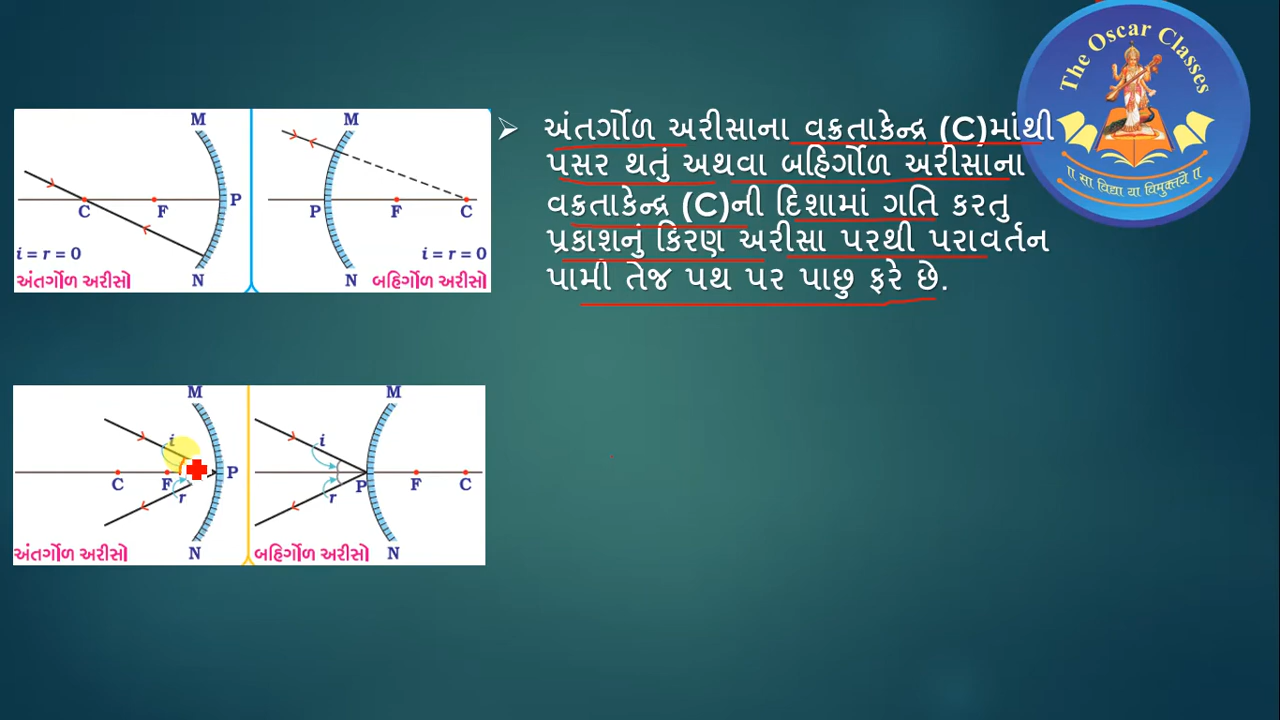 The Oscar Classes
॥ सा विद्या या विमुक्तये ॥
અંતર્ગોળ અરીસાના વક્રતાકેન્દ્ર (C)માંથી
પસર થતું અથવા બહિર્ગોળ અરીસાના
વક્રતાકેન્દ્ર (C)ની દિશામાં ગતિ કરતુ
પ્રકાશનું કિરણ અરીસા પરથી પરાવર્તન
પામી તેજ પથ પર પાછુ ફરે છે.
M
C F P
i = r = 0
N
અંતર્ગોળ અરીસો
M
P F C
i = r = 0
N
બહિર્ગોળ અરીસો
M
i
C F P
r
N
અંતર્ગોળ અરીસો
M
i
P F C
r
N
બહિર્ગોળ અરીસો